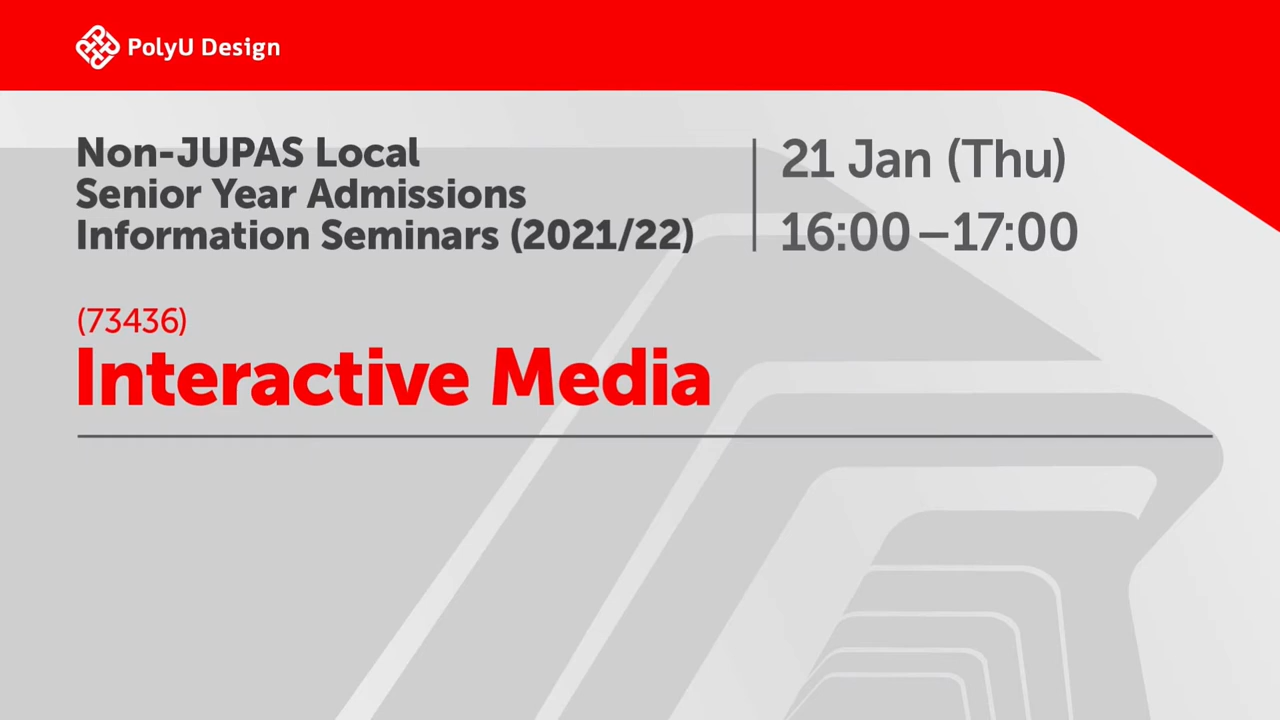 PolyU Design
Non-JUPAS Local
Senior Year Admissions
Information Seminars (2021/22)
21 Jan (Thu)
16:00 –17:00
(73436)
Interactive Media